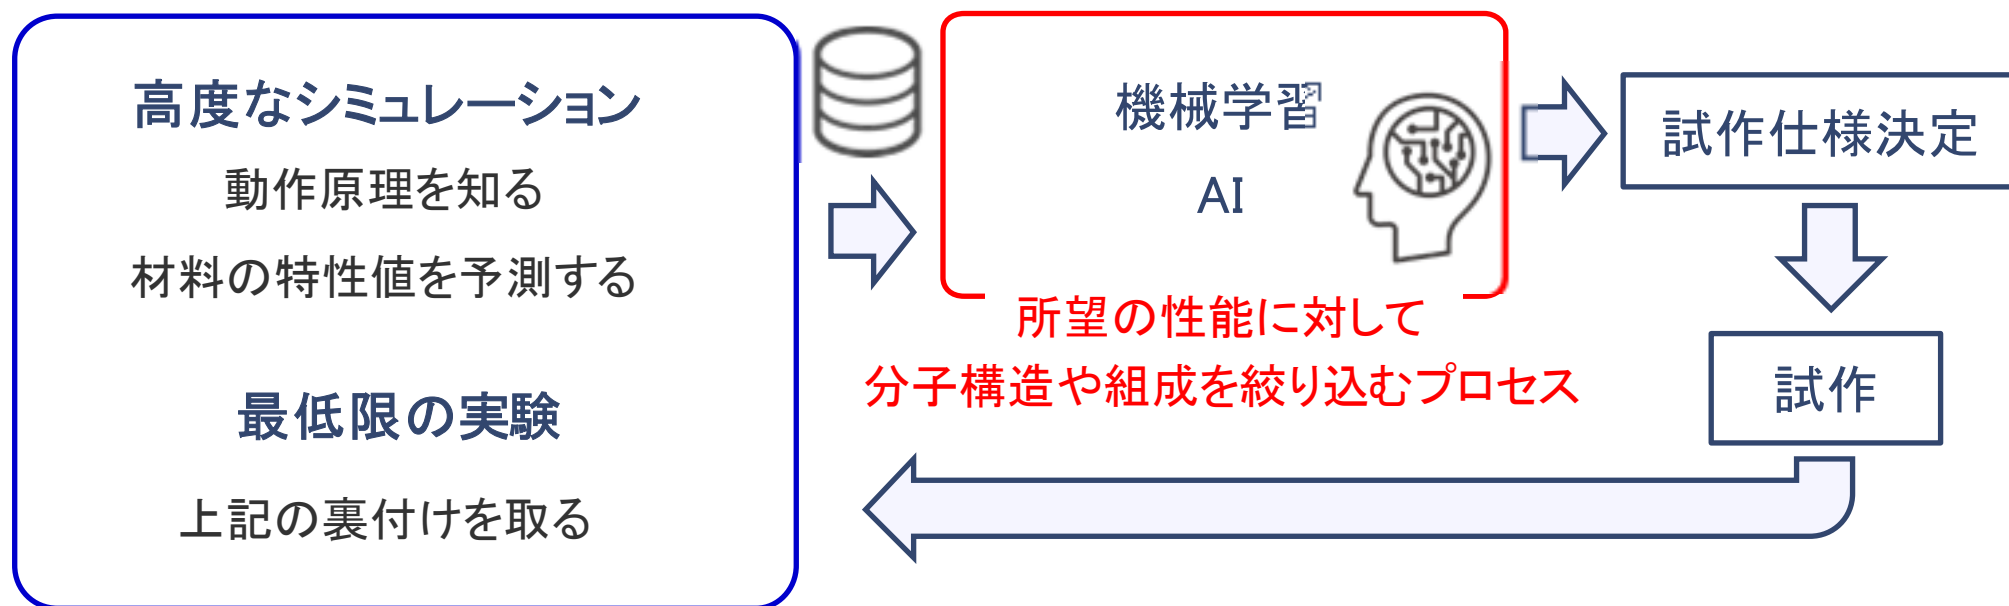 高度なシミュレーション
動作原理を知る
材料の特性値を予測する
最低限の実験
上記の裏付けを取る
機械学習
AI
所望の性能に対して
分子構造や組成を絞り込むプロセス
試作仕様決定
試作